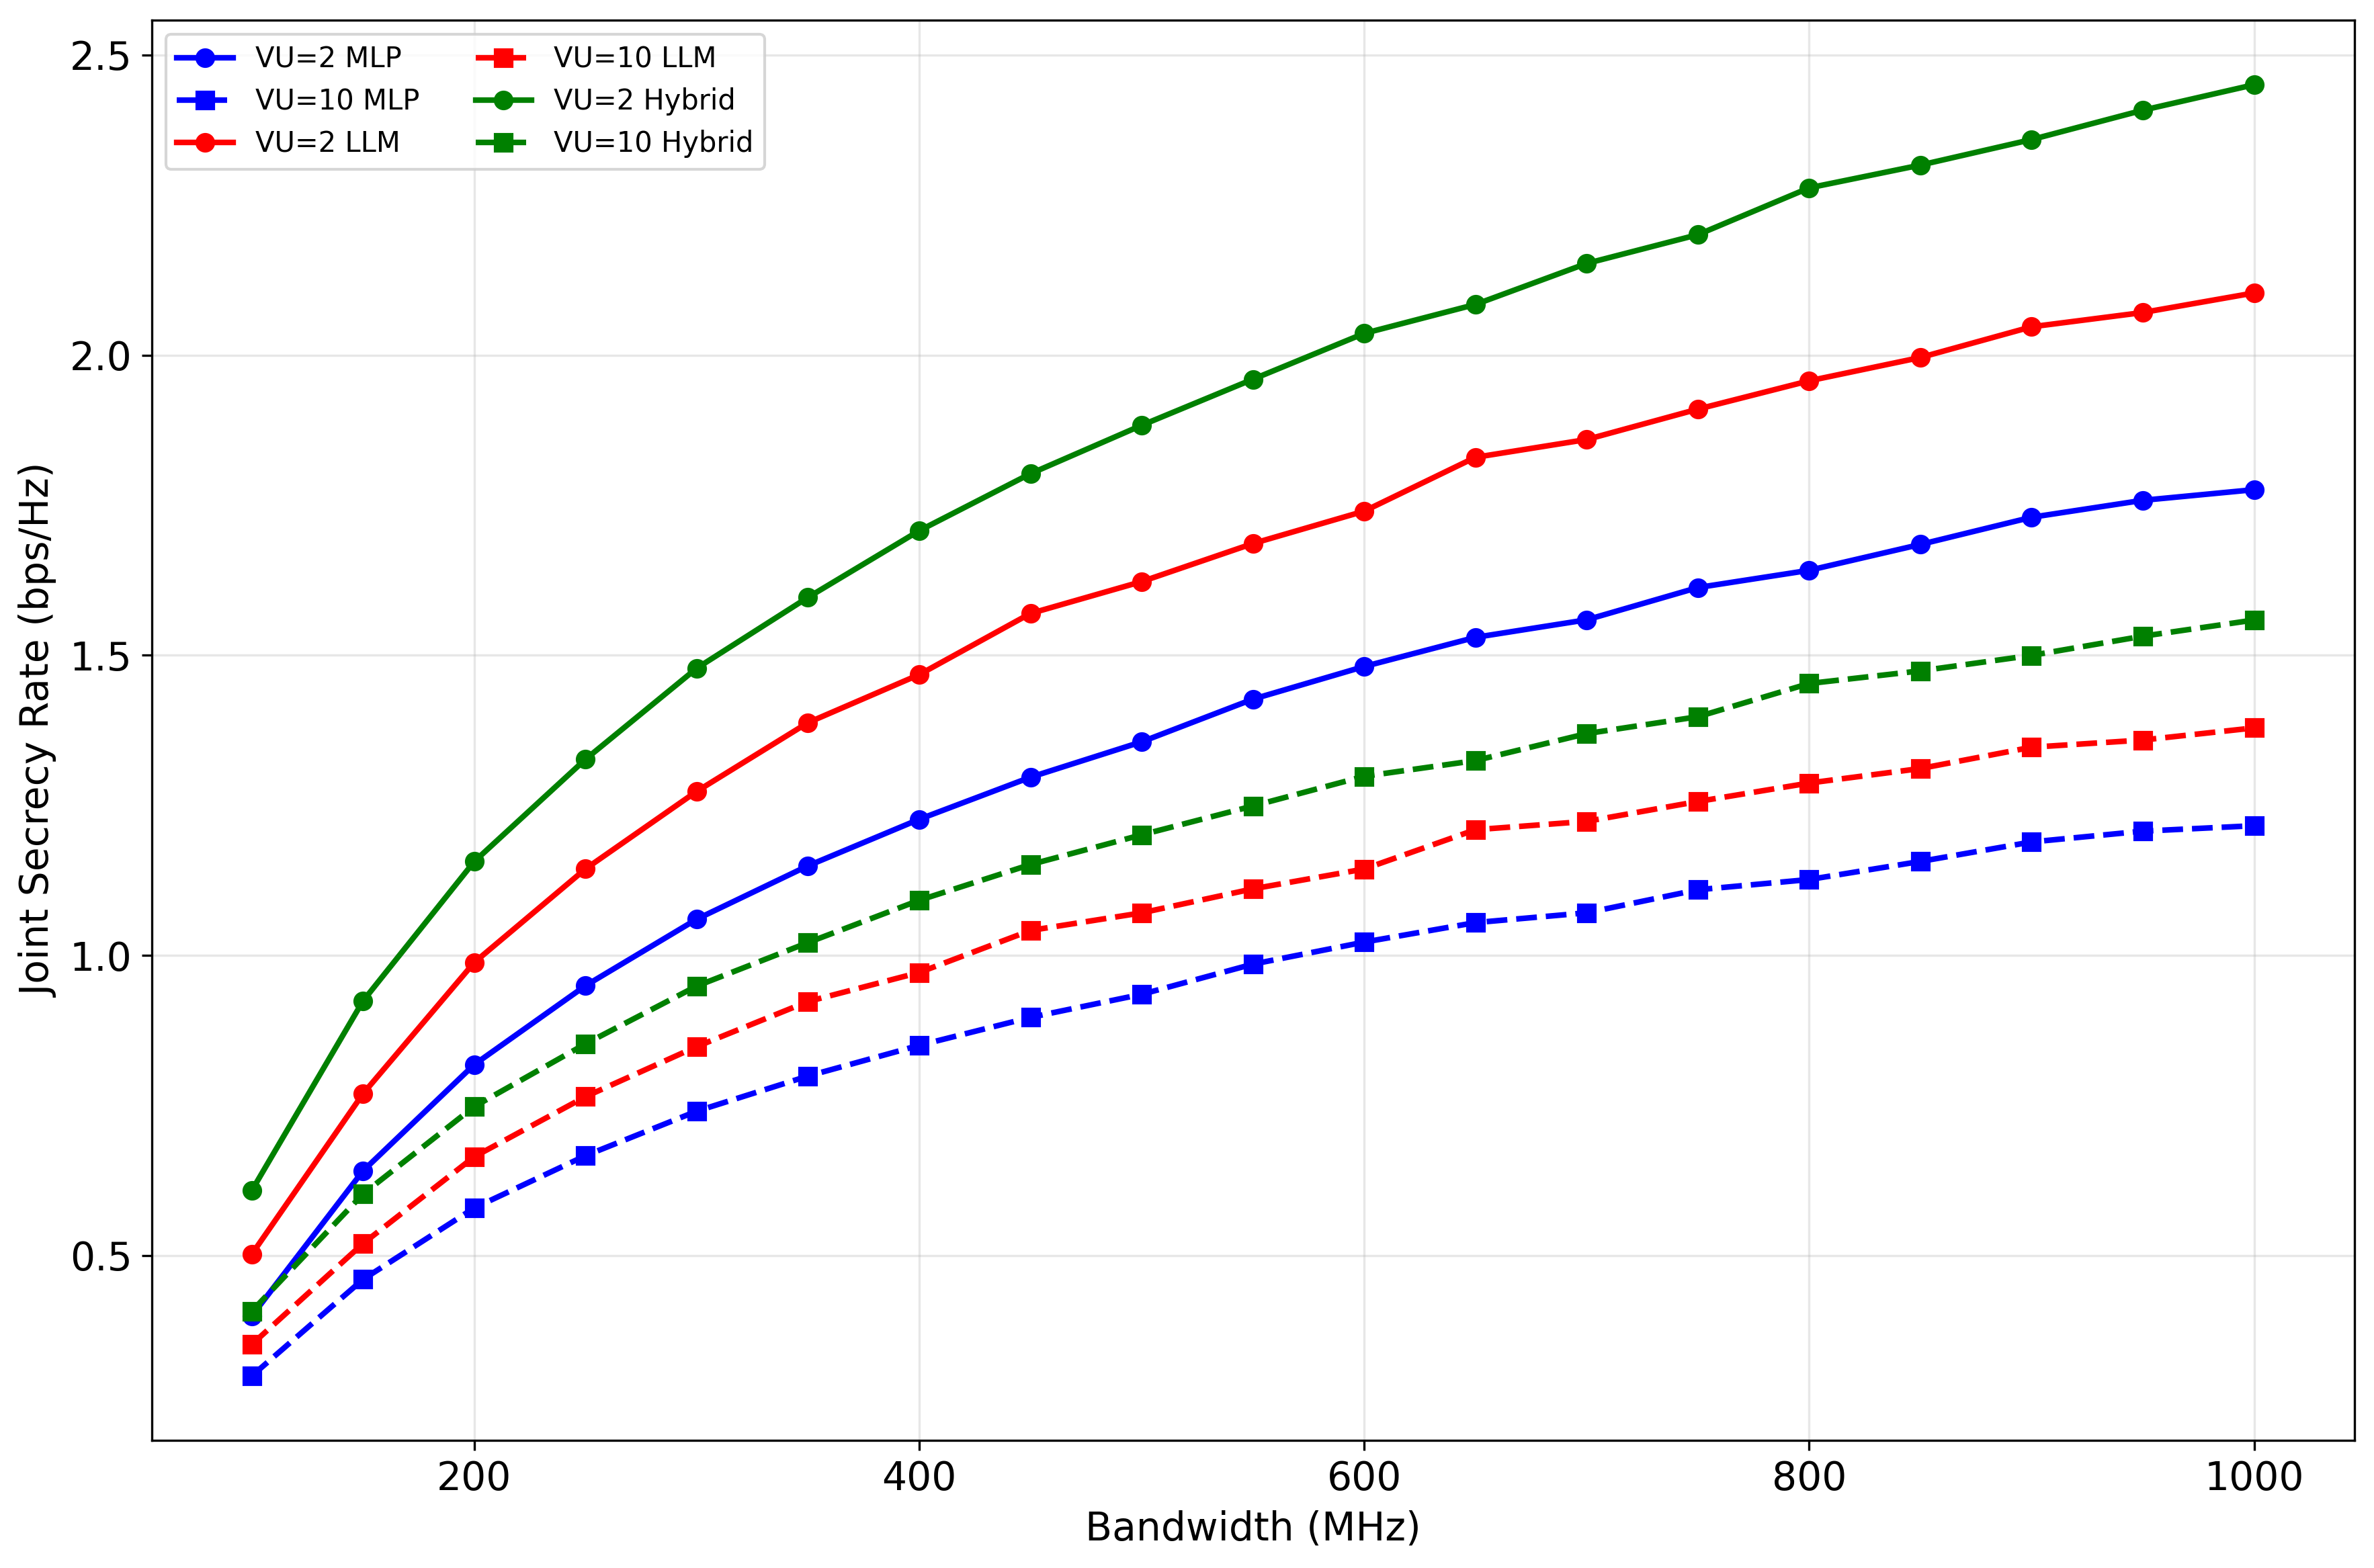 VU=2 MLP
VU=10 MLP
VU=2 LLM
VU=10 LLM
VU=2 Hybrid
VU=10 Hybrid
Joint Secrecy Rate (bps/Hz)
2.5
2.0
1.5
1.0
0.5
200 400 600 800 1000
Bandwidth (MHz)